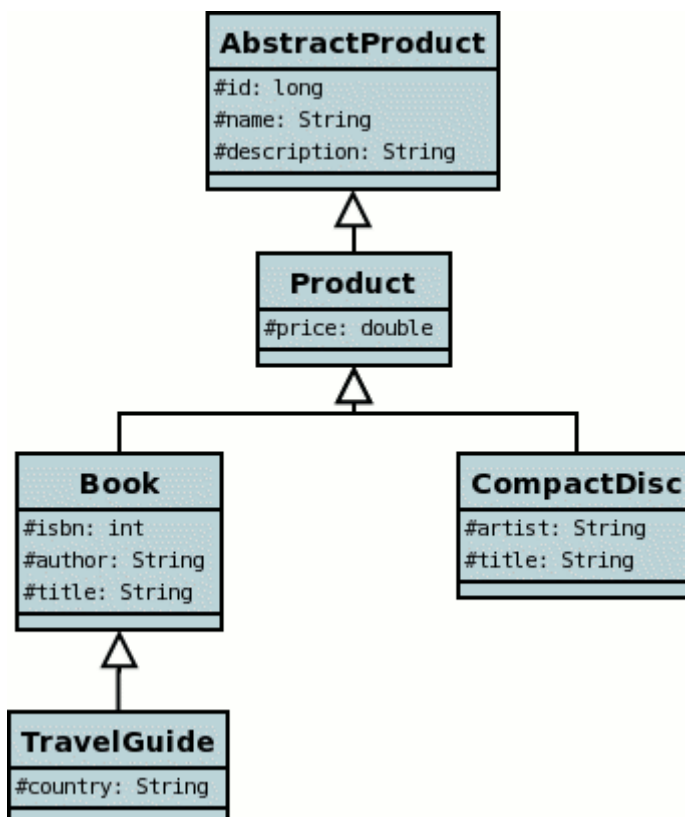 AbstractProduct
#id: long
#name: String
#description: String
Product
#price: double
Book
#isbn: int
#author: String
#title: String
CompactDisc
#artist: String
#title: String
TravelGuide
#country: String